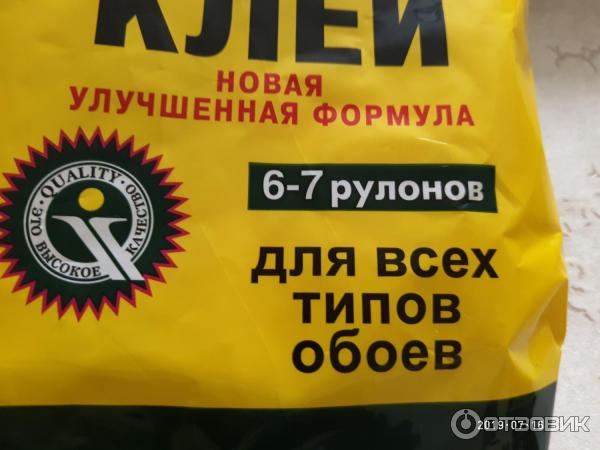 КЛЕЙ
НОВАЯ
УЛУЧШЕННАЯ ФОРМУЛА
QUALITY · ЭТО ВЫСОКОЕ КАЧЕСТВО ·
6-7 рулонов
для всех
типов
обоев
2019-07-16
ОТЗОВИК